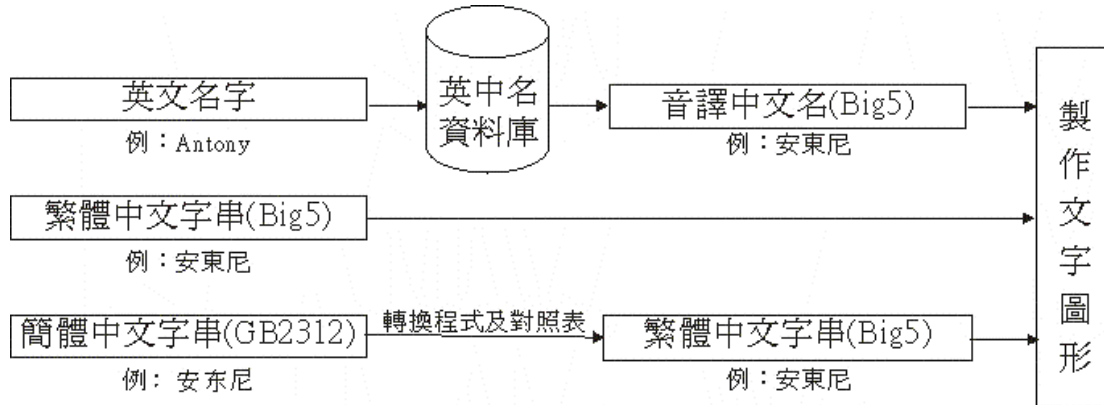 英文名字
例：Antony
英中名
資料庫
音譯中文名(Big5)
例：安東尼
繁體中文字串(Big5)
例：安東尼
簡體中文字串(GB2312)
例：安东尼
轉換程式及對照表
繁體中文字串(Big5)
例：安東尼
製作文字圖形